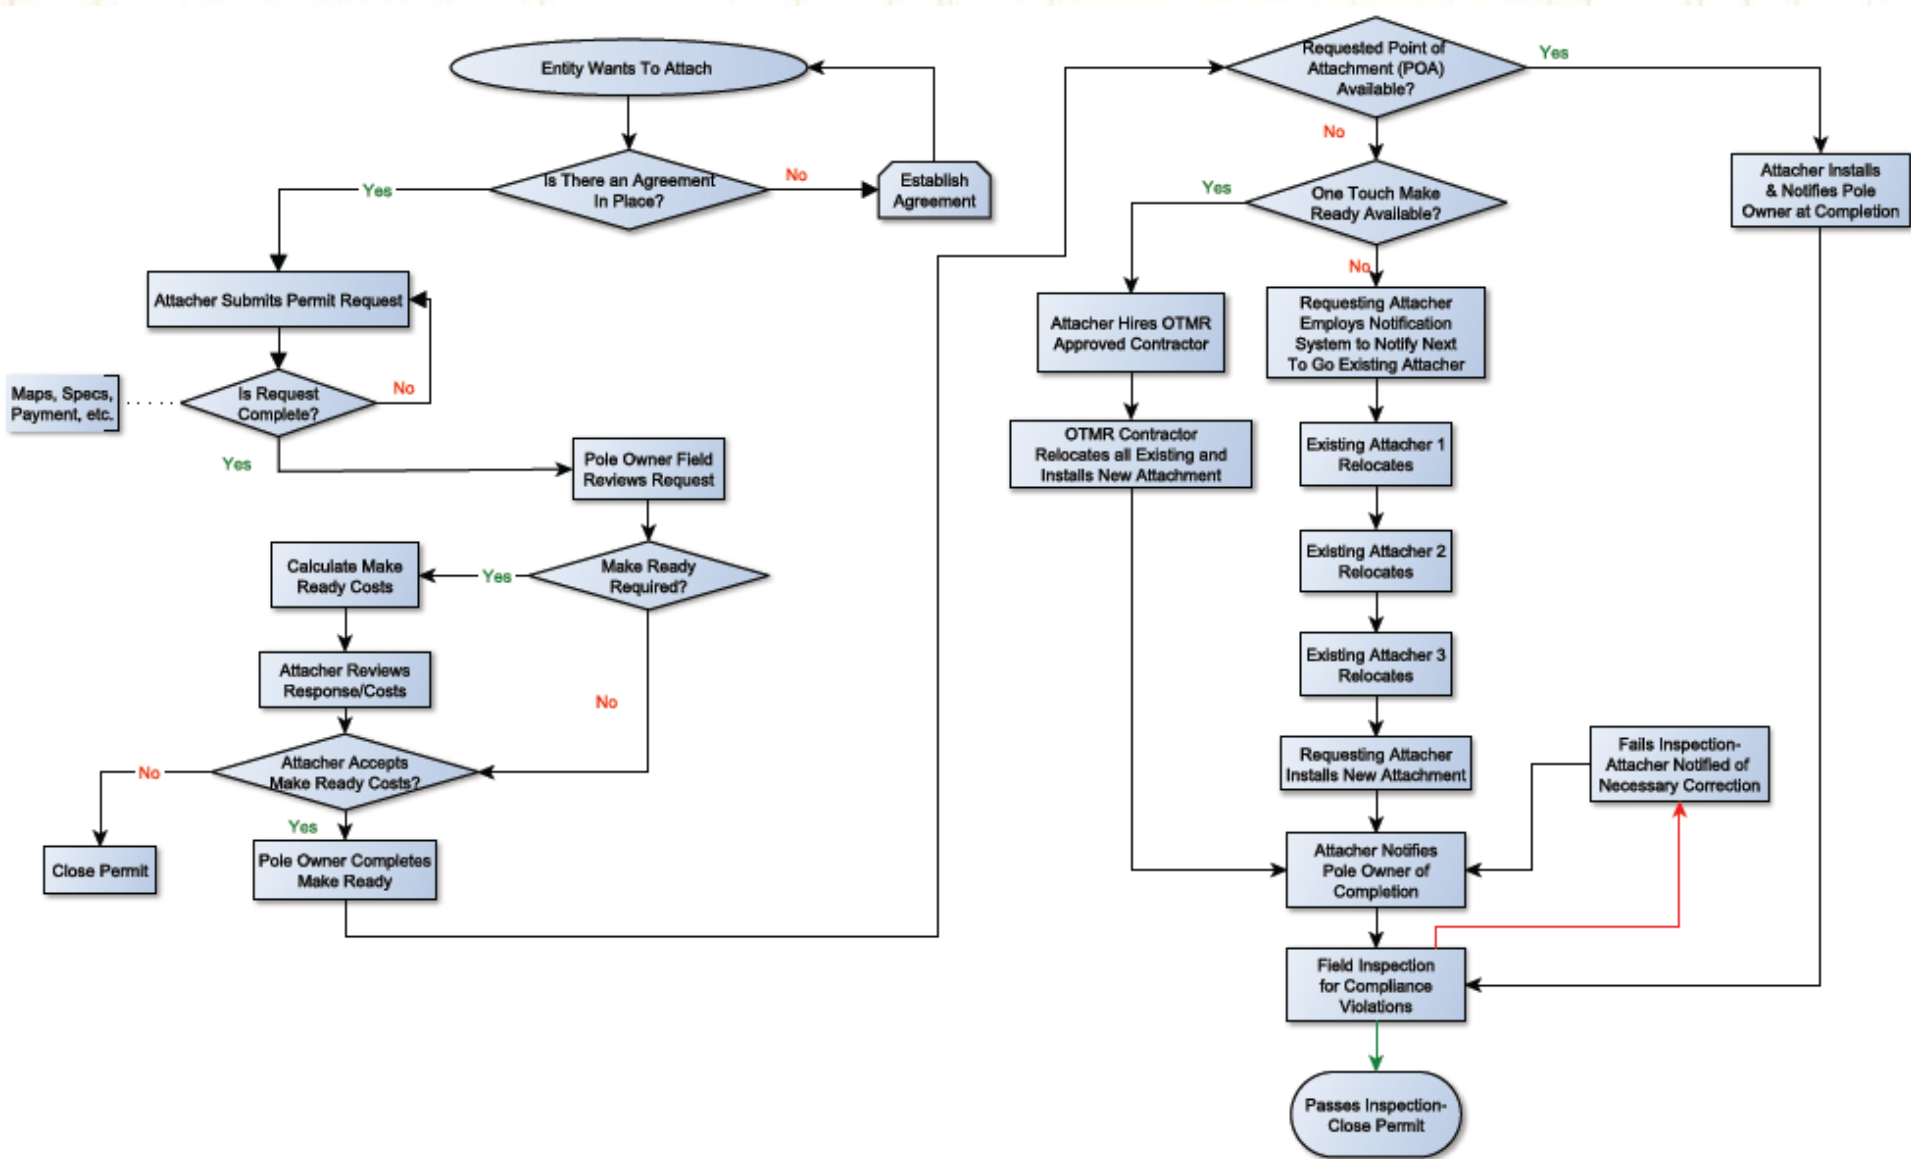 Entity Wants To Attach
Is There an Agreement
In Place?
Yes
No
Establish
Agreement
Attacher Submits Permit Request
Is Request
Complete?
No
Maps, Specs,
Payment, etc.
Yes
Pole Owner Field
Reviews Request
Make Ready
Required?
Yes
Calculate Make
Ready Costs
Attacher Reviews
Response/Costs
No
Attacher Accepts
Make Ready Costs?
No
Close Permit
Yes
Pole Owner Completes
Make Ready
Requested Point of
Attachment (POA)
Available?
Yes
Attacher Installs
& Notifies Pole
Owner at Completion
No
One Touch Make
Ready Available?
Yes
Attacher Hires OTMR
Approved Contractor
OTMR Contractor
Relocates all Existing and
Installs New Attachment
No
Requesting Attacher
Employs Notification
System to Notify Next
To Go Existing Attacher
Existing Attacher 1
Relocates
Existing Attacher 2
Relocates
Existing Attacher 3
Relocates
Requesting Attacher
Installs New Attachment
Attacher Notifies
Pole Owner of
Completion
Fails Inspection-
Attacher Notified of
Necessary Correction
Field Inspection
for Compliance
Violations
Passes Inspection-
Close Permit